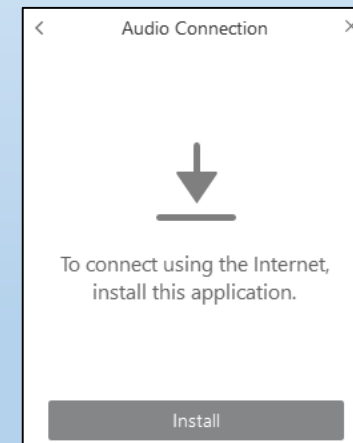 Audio Connection
To connect using the Internet,
install this application.
Install